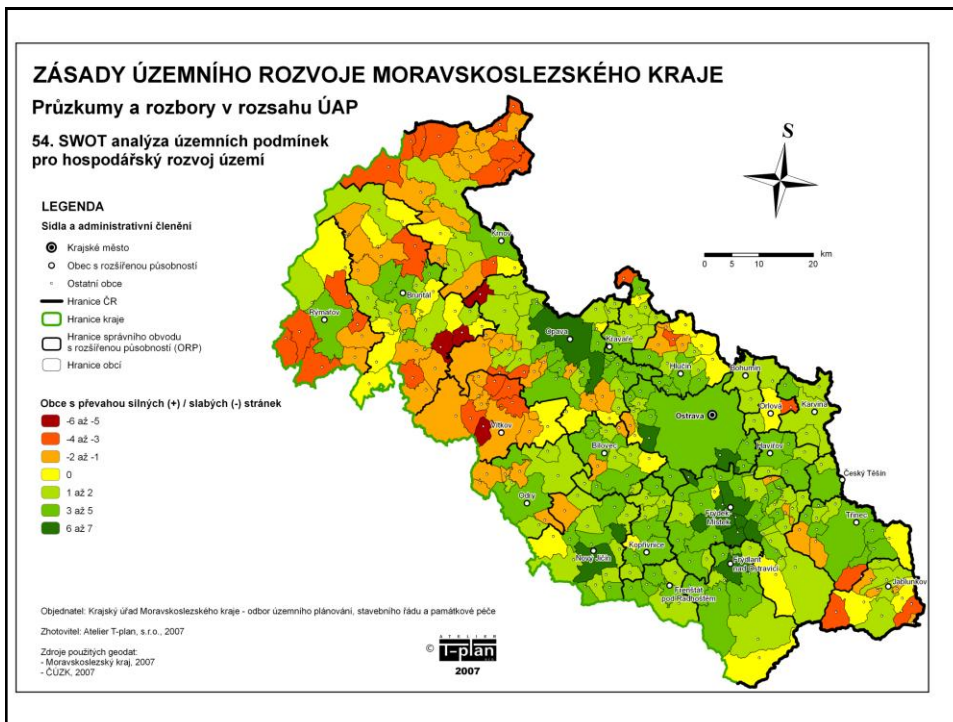 ZÁSADY ÚZEMNÍHO ROZVOJE MORAVSKOSLEZSKÉHO KRAJE
Průzkumy a rozbory v rozsahu ÚAP
54. SWOT analýza územních podmínek
pro hospodářský rozvoj území
S
LEGENDA
Sídla a administrativní členění
Krajské město
Obec s rozšířenou působností
Ostatní obce
Hranice ČR
Hranice kraje
Hranice správního obvodu
s rozšířenou působností (ORP)
Hranice obcí
Obce s převahou silných (+) / slabých (-) stránek
-6 až -5
-4 až -3
-2 až -1
0
1 až 2
3 až 5
6 až 7
km
0 5 10 20
Krnov
Bruntál
Rýmařov
Opava
Kravaře
Hlučín
Bohumín
Ostrava
Orlová
Karviná
Vítkov
Bílovec
Havířov
Český Těšín
Odry
Frýdek-
Místek
Třinec
Nový Jičín
Kopřivnice
Frýdlant
nad Ostravicí
Jablunkov
Frenštát
pod Radhoštěm
Objednatel: Krajský úřad Moravskoslezského kraje - odbor územního plánování, stavebního řádu a památkové péče
Zhotovitel: Atelier T-plan, s.r.o., 2007
Zdroje použitých geodat:
- Moravskoslezský kraj, 2007
- ČÚZK, 2007
© ATELIER
T-plan
2007